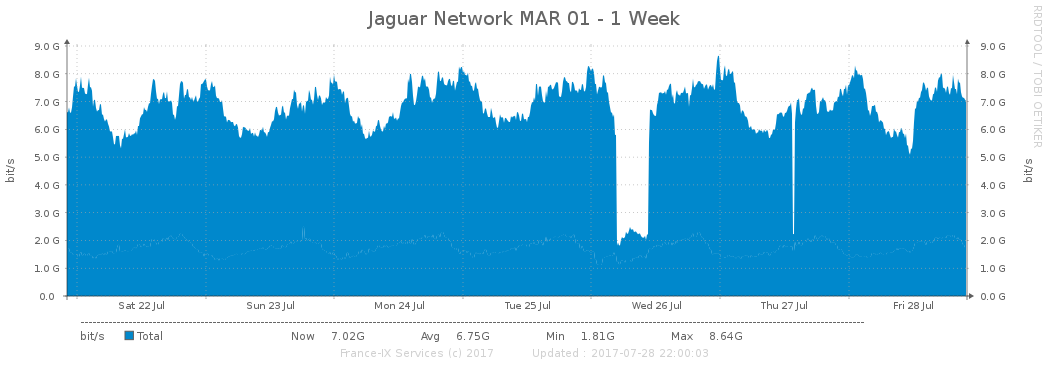 Jaguar Network MAR 01 - 1 Week
RRDTOOL / TOBI OETIKER
bit/s
9.0 G 9.0 G
8.0 G 8.0 G
7.0 G 7.0 G
6.0 G 6.0 G
5.0 G 5.0 G
4.0 G 4.0 G
3.0 G 3.0 G
2.0 G 2.0 G
1.0 G 1.0 G
0.0 0.0 G
bit/s
Sat 22 Jul Sun 23 Jul Mon 24 Jul Tue 25 Jul Wed 26 Jul Thu 27 Jul Fri 28 Jul
bit/s Total Now 7.02G Avg 6.75G Min 1.81G Max 8.64G
France-IX Services (c) 2017 Updated : 2017-07-28 22:00:03